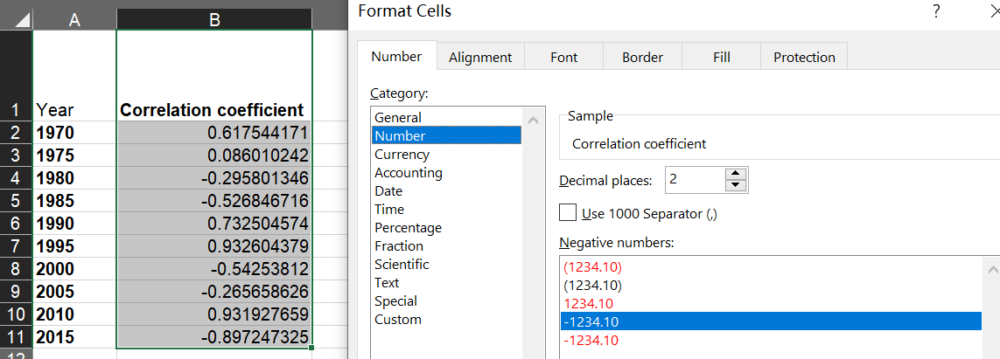 Format Cells
?
A B
Number Alignment Font Border Fill Protection
Category:
General
Number
Currency
Accounting
Date
Time
Percentage
Fraction
Scientific
Text
Special
Custom
Sample
Correlation coefficient
Decimal places: 2
Use 1000 Separator (,)
Negative numbers:
(1234.10)
(1234.10)
1234.10
-1234.10
-1234.10
1 Year Correlation coefficient
2 1970 0.617544171
3 1975 0.086010242
4 1980 -0.295801346
5 1985 -0.526846716
6 1990 0.732504574
7 1995 0.932604379
8 2000 -0.54253812
9 2005 -0.265658626
10 2010 0.931927659
11 2015 -0.897247325